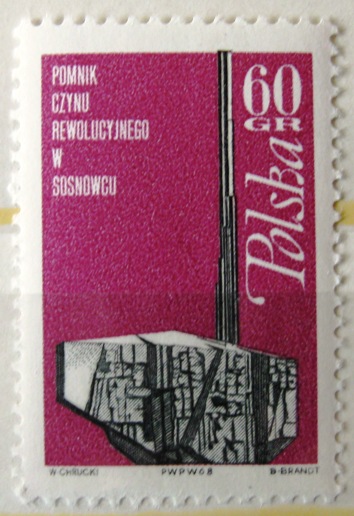 POMNIK
CZYNU
REWOLUCYJNEGO
W
SOSNOWCU
60
GR
Polska
W CHRUCKI PWPW 68 B-BRANDT